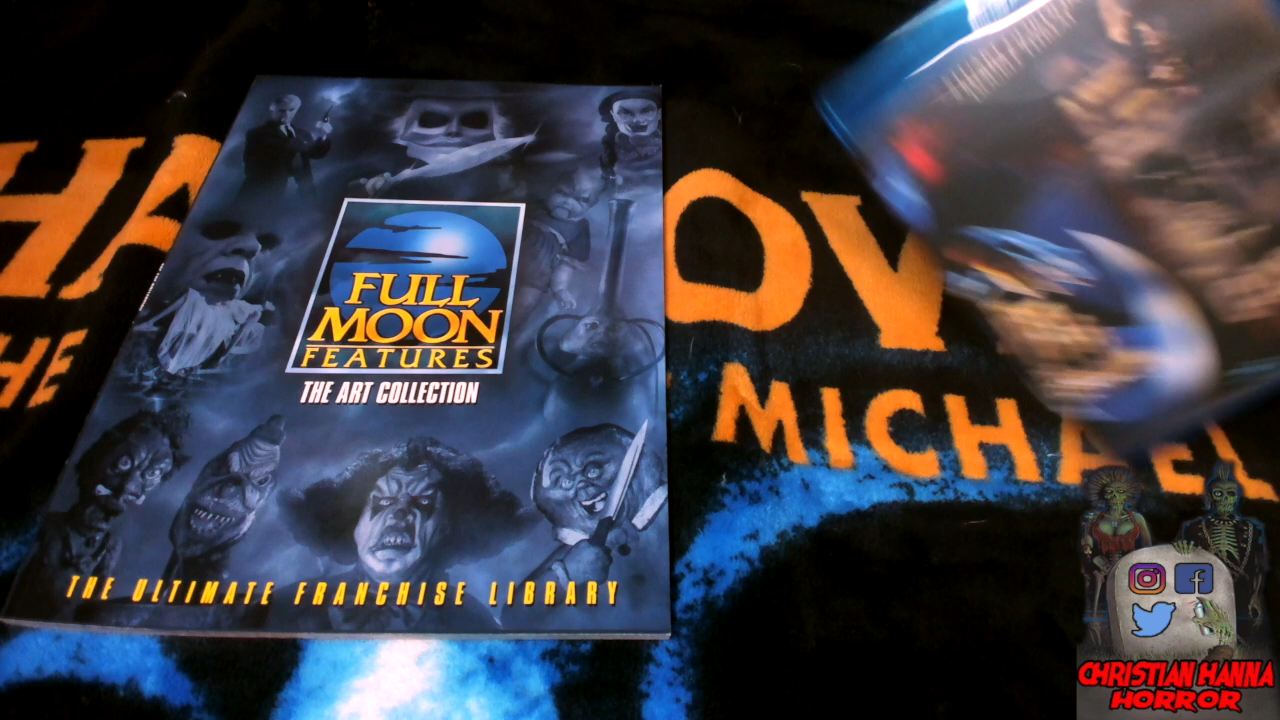 HA
HE
OV
MICHAEL
FULL
MOON
FEATURES
THE ART COLLECTION
THE ULTIMATE FRANCHISE LIBRARY
CHRISTIAN HANNA
HORROR